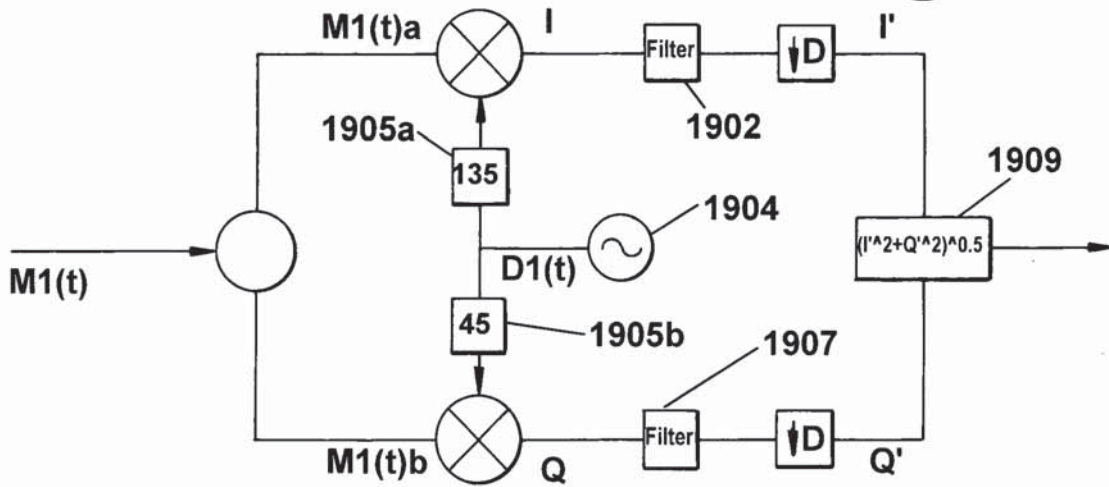 M1(t)a
I
Filter
D
I'
1902
1905a
135
1909
1904
(I'^2+Q'^2)^0.5
M1(t)
D1(t)
45
1905b
1907
M1(t)b
Q
Filter
D
Q'